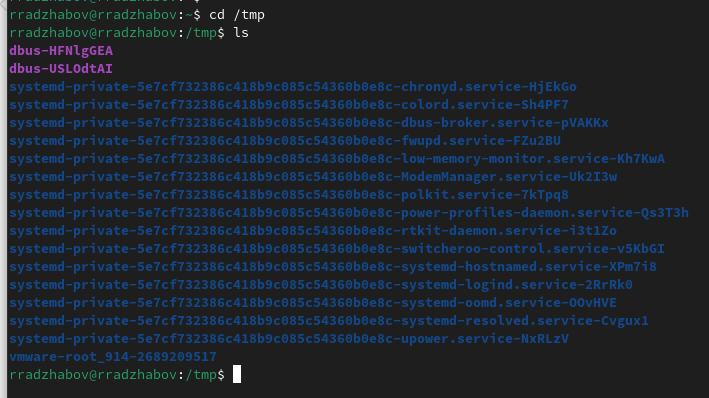 rradzhabov@rradzhabov:~$ cd /tmp
rradzhabov@rradzhabov:/tmp$ ls
dbus-HFNlgGEA
dbus-USLOdtAI
systemd-private-5e7cf732386c418b9c085c54360b0e8c-chronyd.service-HjEkGo
systemd-private-5e7cf732386c418b9c085c54360b0e8c-colord.service-Sh4PF7
systemd-private-5e7cf732386c418b9c085c54360b0e8c-dbus-broker.service-pVAKKx
systemd-private-5e7cf732386c418b9c085c54360b0e8c-fwupd.service-FZu2BU
systemd-private-5e7cf732386c418b9c085c54360b0e8c-low-memory-monitor.service-Kh7KwA
systemd-private-5e7cf732386c418b9c085c54360b0e8c-ModemManager.service-Uk2I3w
systemd-private-5e7cf732386c418b9c085c54360b0e8c-polkit.service-7kTpq8
systemd-private-5e7cf732386c418b9c085c54360b0e8c-power-profiles-daemon.service-Qs3T3h
systemd-private-5e7cf732386c418b9c085c54360b0e8c-rtkit-daemon.service-i3t1Zo
systemd-private-5e7cf732386c418b9c085c54360b0e8c-switcheroo-control.service-v5KbGI
systemd-private-5e7cf732386c418b9c085c54360b0e8c-systemd-hostnamed.service-XPm7i8
systemd-private-5e7cf732386c418b9c085c54360b0e8c-systemd-logind.service-2RrRk0
systemd-private-5e7cf732386c418b9c085c54360b0e8c-systemd-oomd.service-OOvHVE
systemd-private-5e7cf732386c418b9c085c54360b0e8c-systemd-resolved.service-Cvgux1
systemd-private-5e7cf732386c418b9c085c54360b0e8c-upower.service-NxRLzV
vmware-root_914-2689209517
rradzhabov@rradzhabov:/tmp$